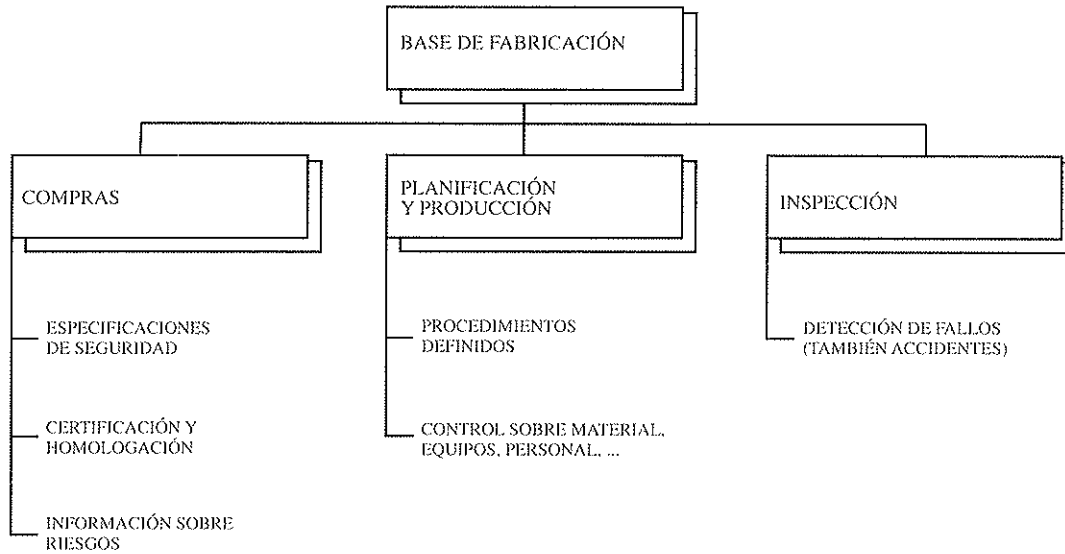 BASE DE FABRICACIÓN
COMPRAS
PLANIFICACIÓN
Y PRODUCCIÓN
INSPECCIÓN
ESPECIFICACIONES
DE SEGURIDAD
PROCEDIMIENTOS
DEFINIDOS
DETECCIÓN DE FALLOS
(TAMBIÉN ACCIDENTES)
CERTIFICACIÓN Y
HOMOLOGACIÓN
CONTROL SOBRE MATERIAL,
EQUIPOS, PERSONAL, ...
INFORMACIÓN SOBRE
RIESGOS